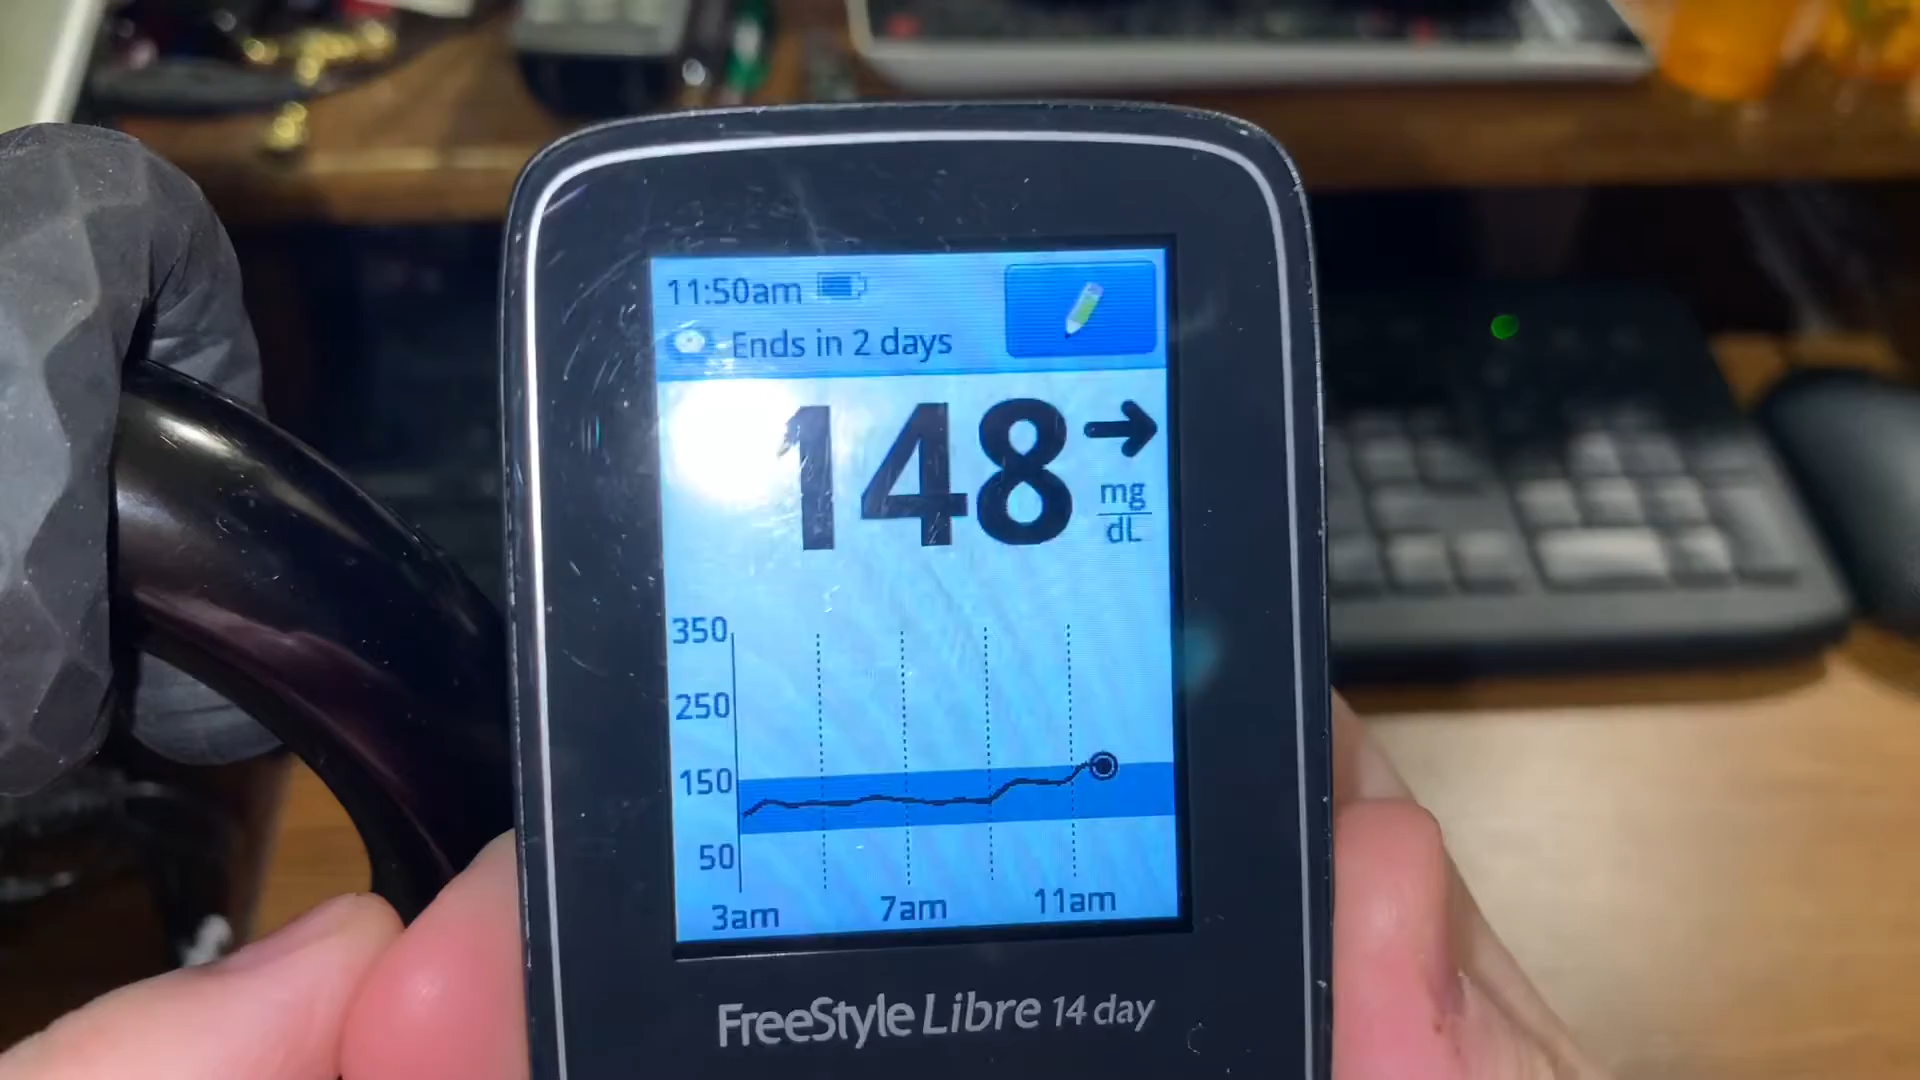 11:50am
Ends in 2 days
148
mg
dL
350
250
150
50
3am 7am 11am
FreeStyle Libre 14 day